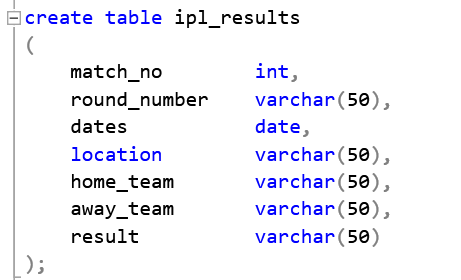 create table ipl_results
(
match_no int,
round_number varchar(50),
dates date,
location varchar(50),
home_team varchar(50),
away_team varchar(50),
result varchar(50)
);